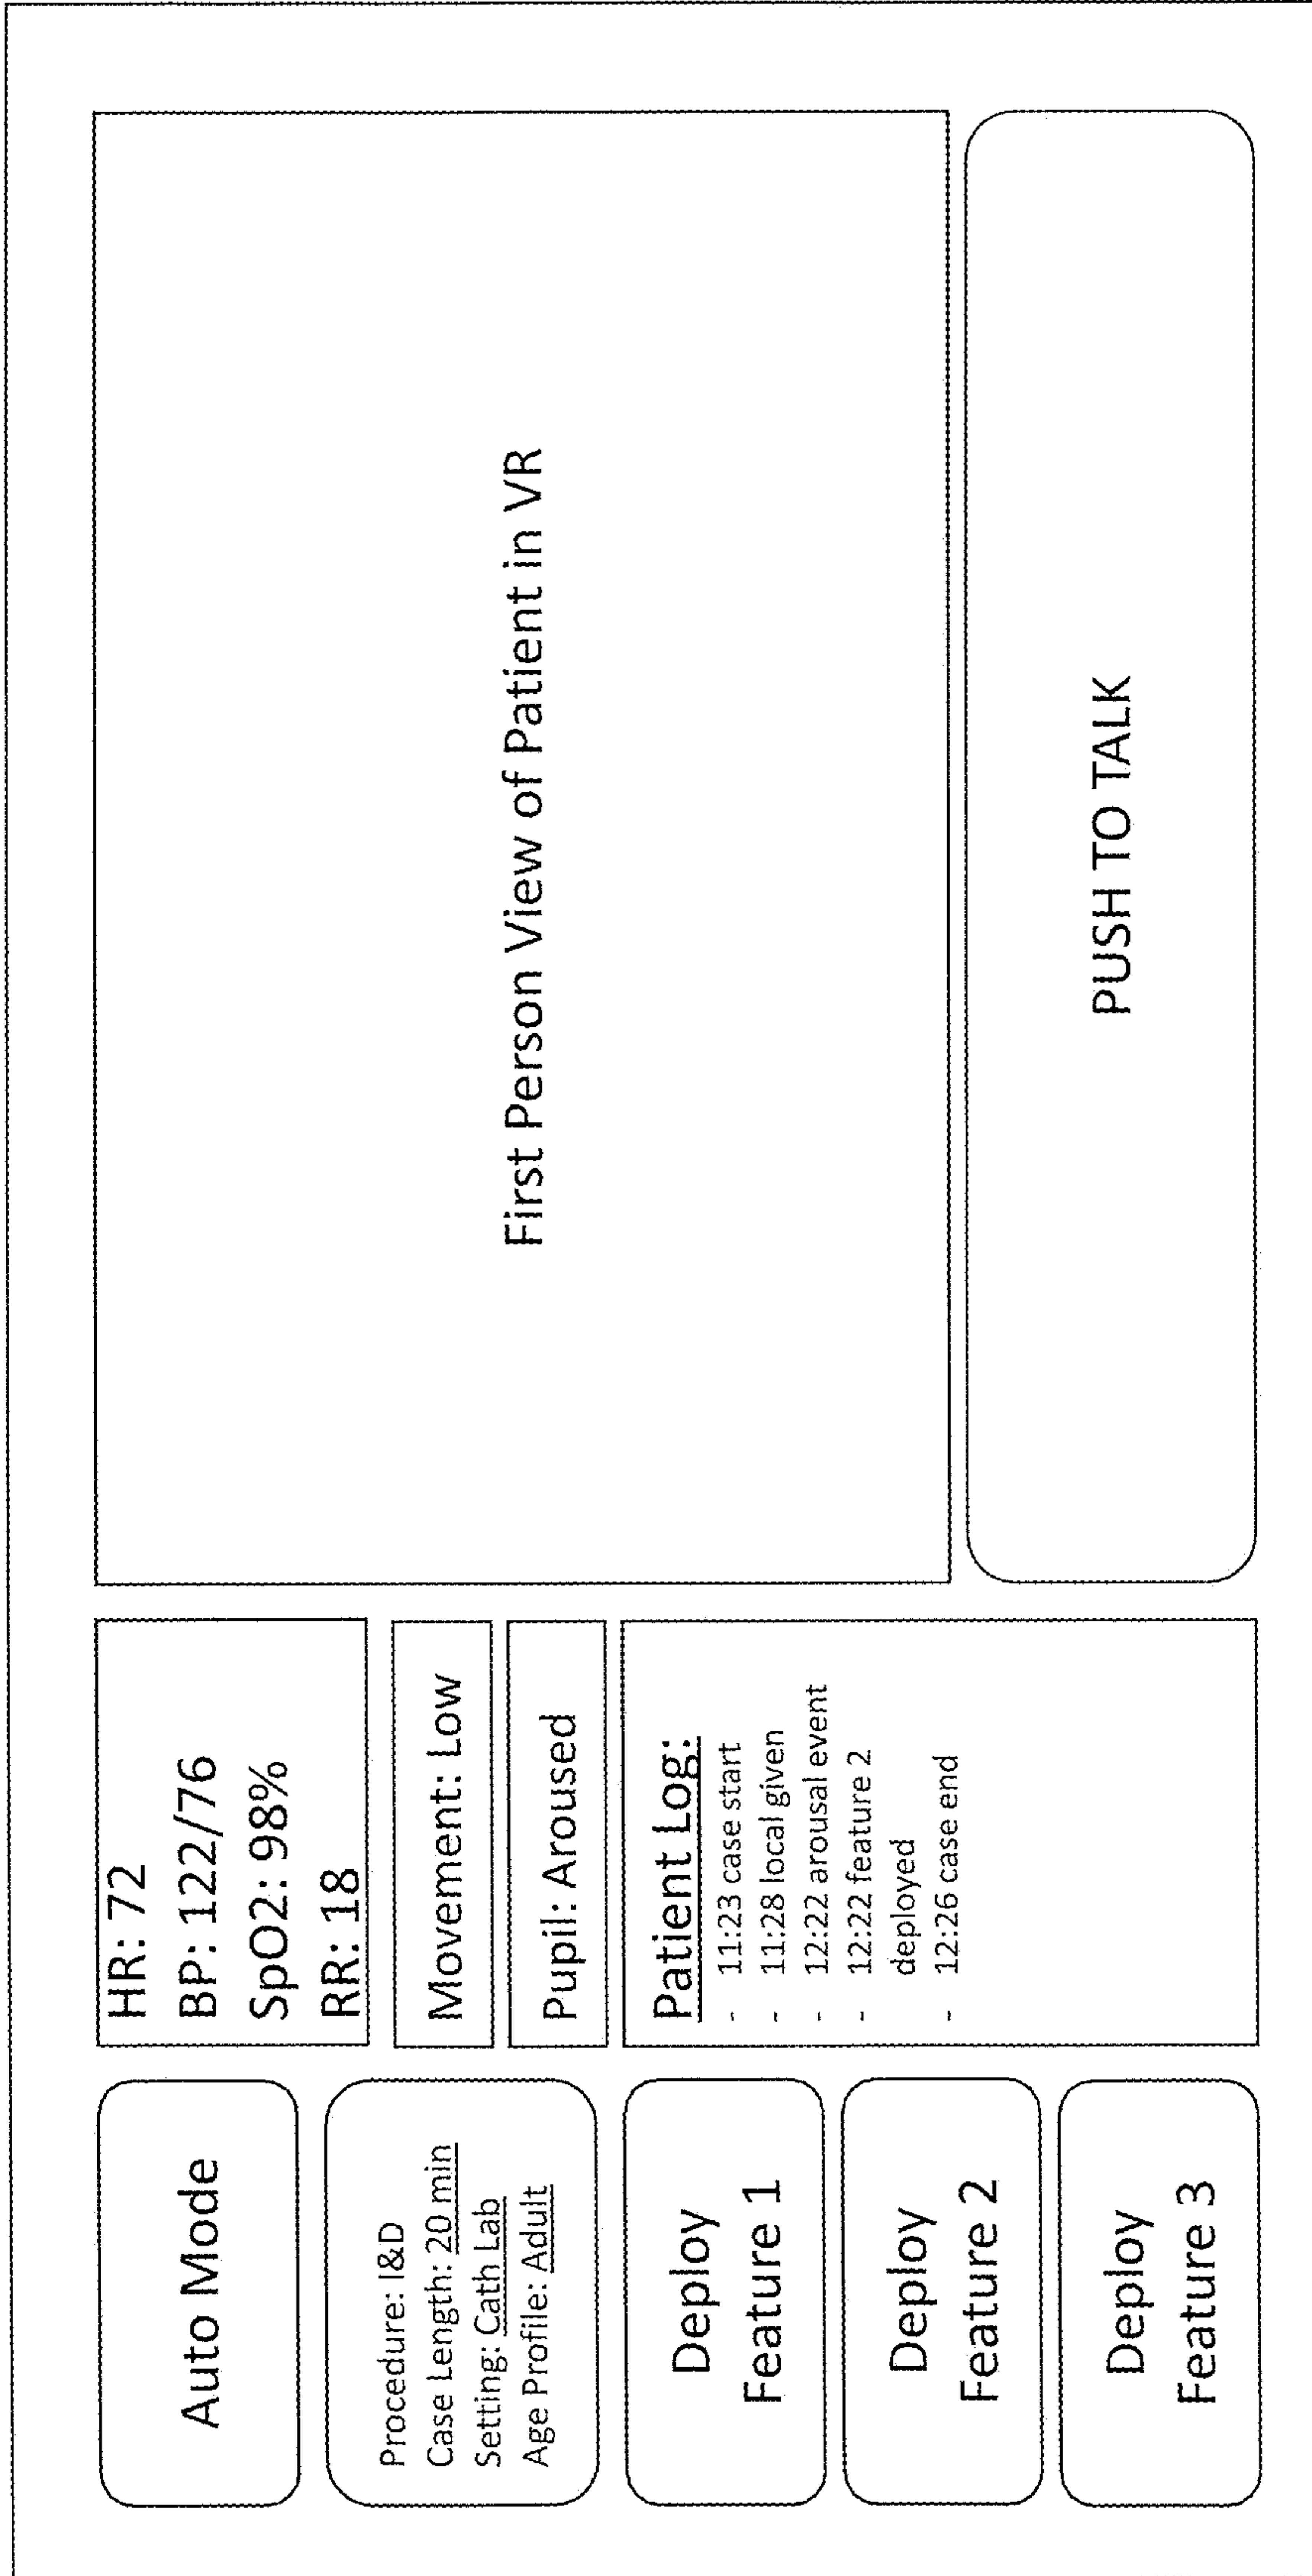 Auto Mode
Procedure: I&D
Case Length: 20 min
Setting: Cath Lab
Age Profile: Adult
Deploy
Feature 1
Deploy
Feature 2
Deploy
Feature 3
HR: 72
BP: 122/76
SpO2: 98%
RR: 18
Movement: Low
Pupil: Aroused
Patient Log:
- 11:23 case start
- 11:28 local given
- 12:22 arousal event
- 12:22 feature 2
deployed
- 12:26 case end
First Person View of Patient in VR
PUSH TO TALK